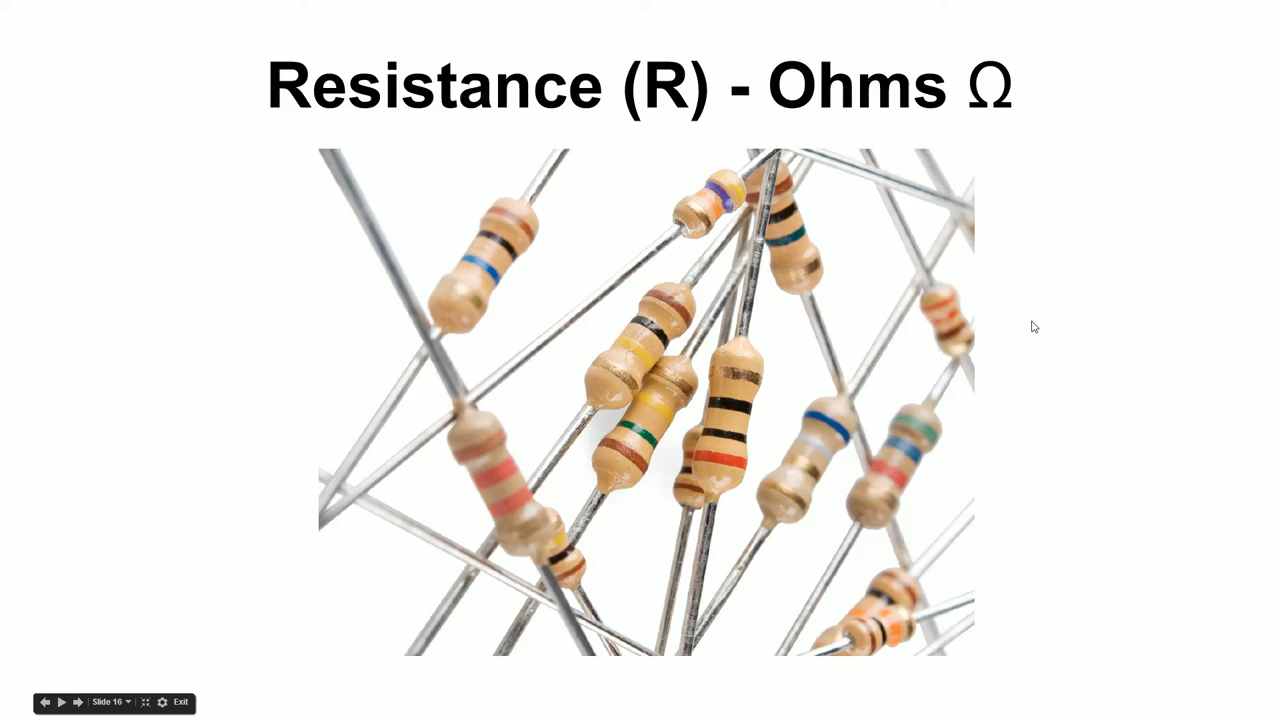 Resistance (R) - Ohms Ω
Slide 16
Exit